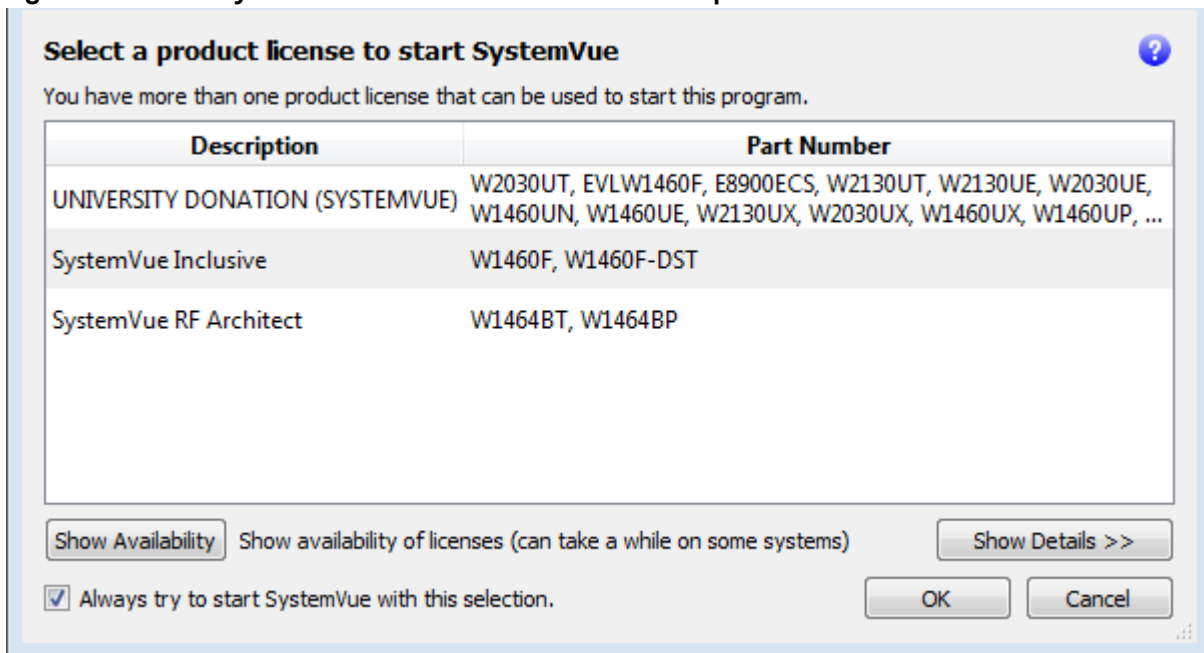 Select a product license to start SystemVue
You have more than one product license that can be used to start this program.
Description Part Number
UNIVERSITY DONATION (SYSTEMVUE) W2030UT, EVLW1460F, E8900ECS, W2130UT, W2130UE, W2030UE,
W1460UN, W1460UE, W2130UX, W2030UX, W1460UX, W1460UP, ...
SystemVue Inclusive W1460F, W1460F-DST
SystemVue RF Architect W1464BT, W1464BP
Show Availability Show availability of licenses (can take a while on some systems) Show Details >>
Always try to start SystemVue with this selection. OK Cancel